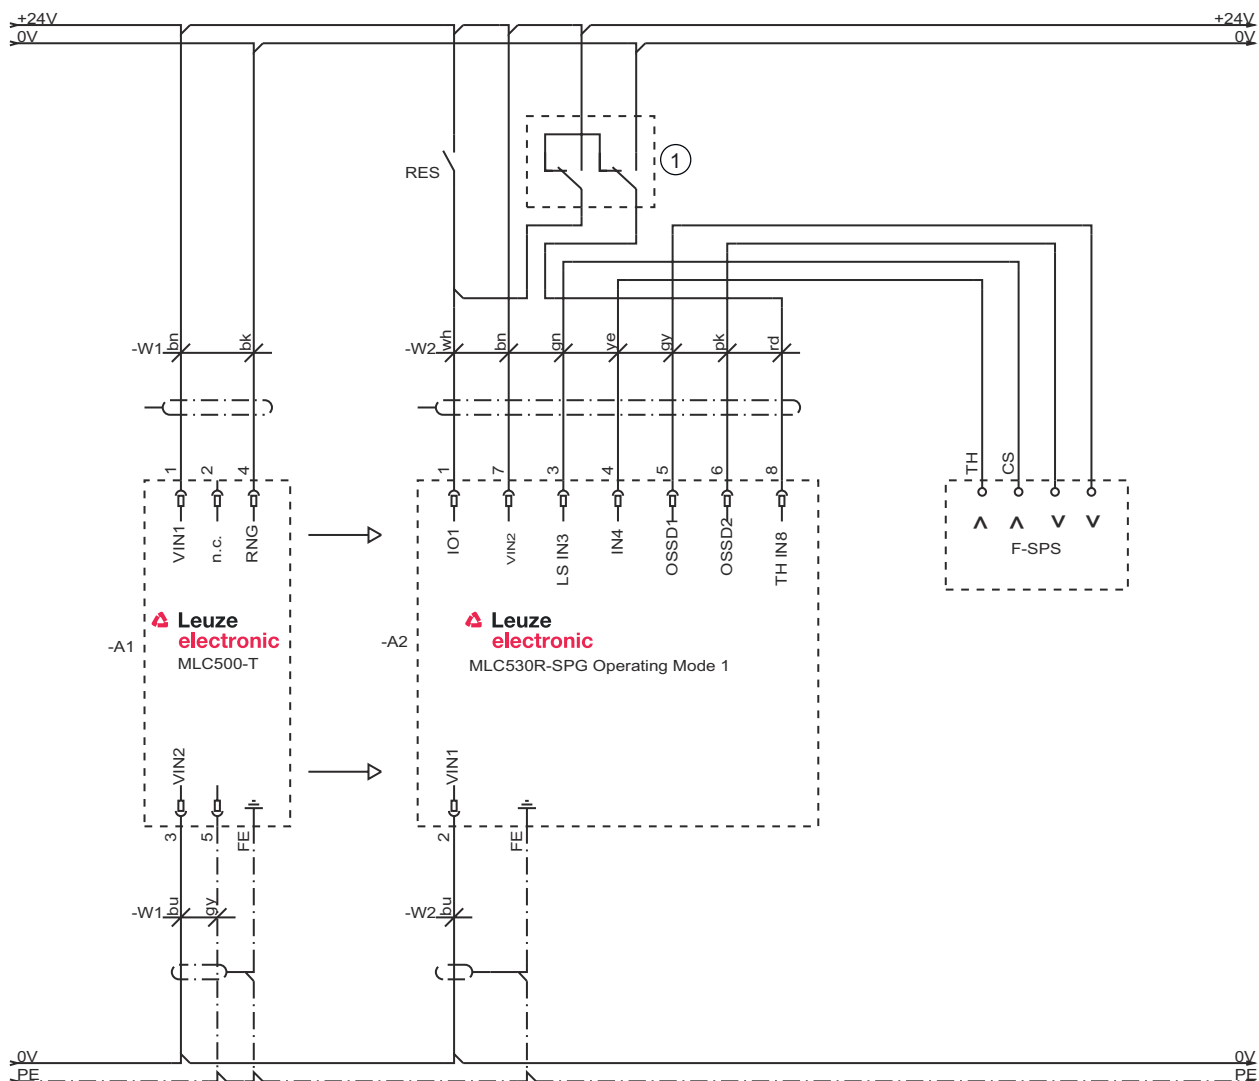 +24V
+24V
0V
0V
RES
1
-W1
bn
bk
-W2
wh
bn
gn
ye
gy
pk
rd
TH
CS
1
2
4
1
7
3
4
5
6
8
VIN1
n.c.
RNG
IO1
VIN2
LS IN3
IN4
OSSD1
OSSD2
TH IN8
F-SPS
-A1
Leuze
electronic
MLC500-T
-A2
Leuze
electronic
MLC530R-SPG Operating Mode 1
VIN2
VIN1
3
5
FE
2
FE
-W1
bu
gy
-W2
bu
0V
0V
PE
PE